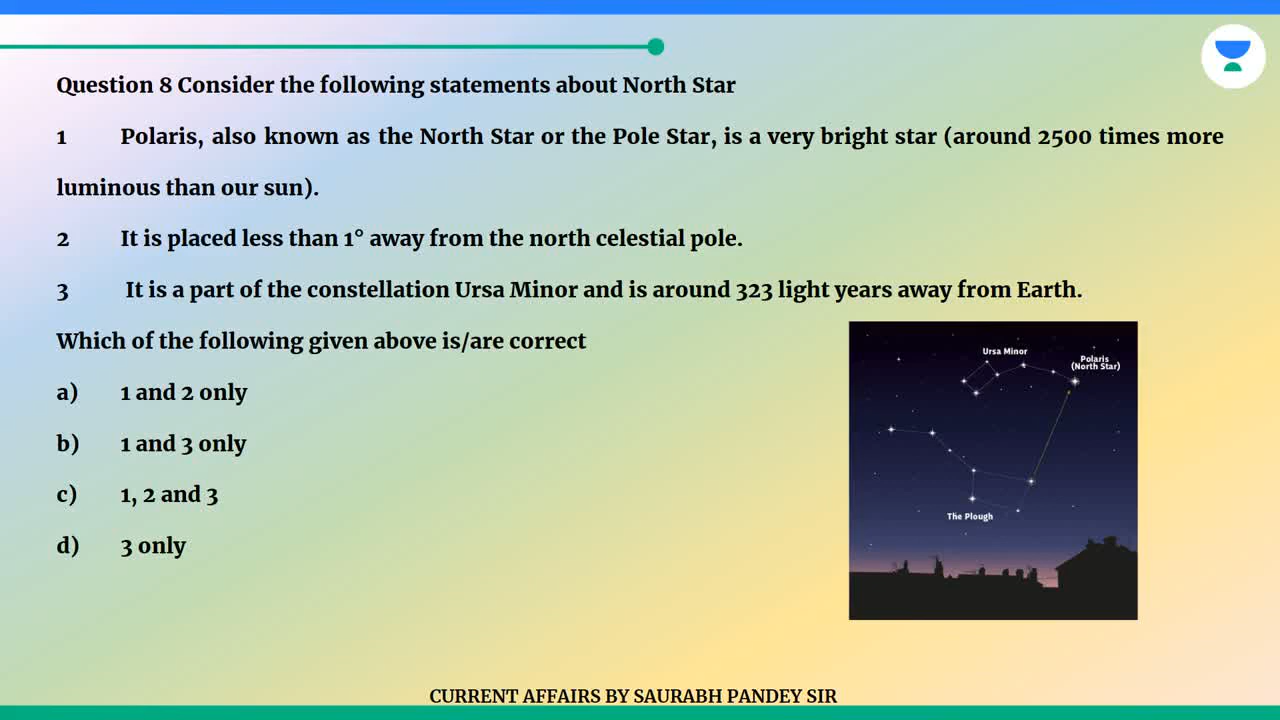 Question 8 Consider the following statements about North Star
1 Polaris, also known as the North Star or the Pole Star, is a very bright star (around 2500 times more
luminous than our sun).
2 It is placed less than 1° away from the north celestial pole.
3 It is a part of the constellation Ursa Minor and is around 323 light years away from Earth.
Which of the following given above is/are correct
a) 1 and 2 only
b) 1 and 3 only
c) 1, 2 and 3
d) 3 only
Ursa Minor
Polaris
(North Star)
The Plough
CURRENT AFFAIRS BY SAURABH PANDEY SIR